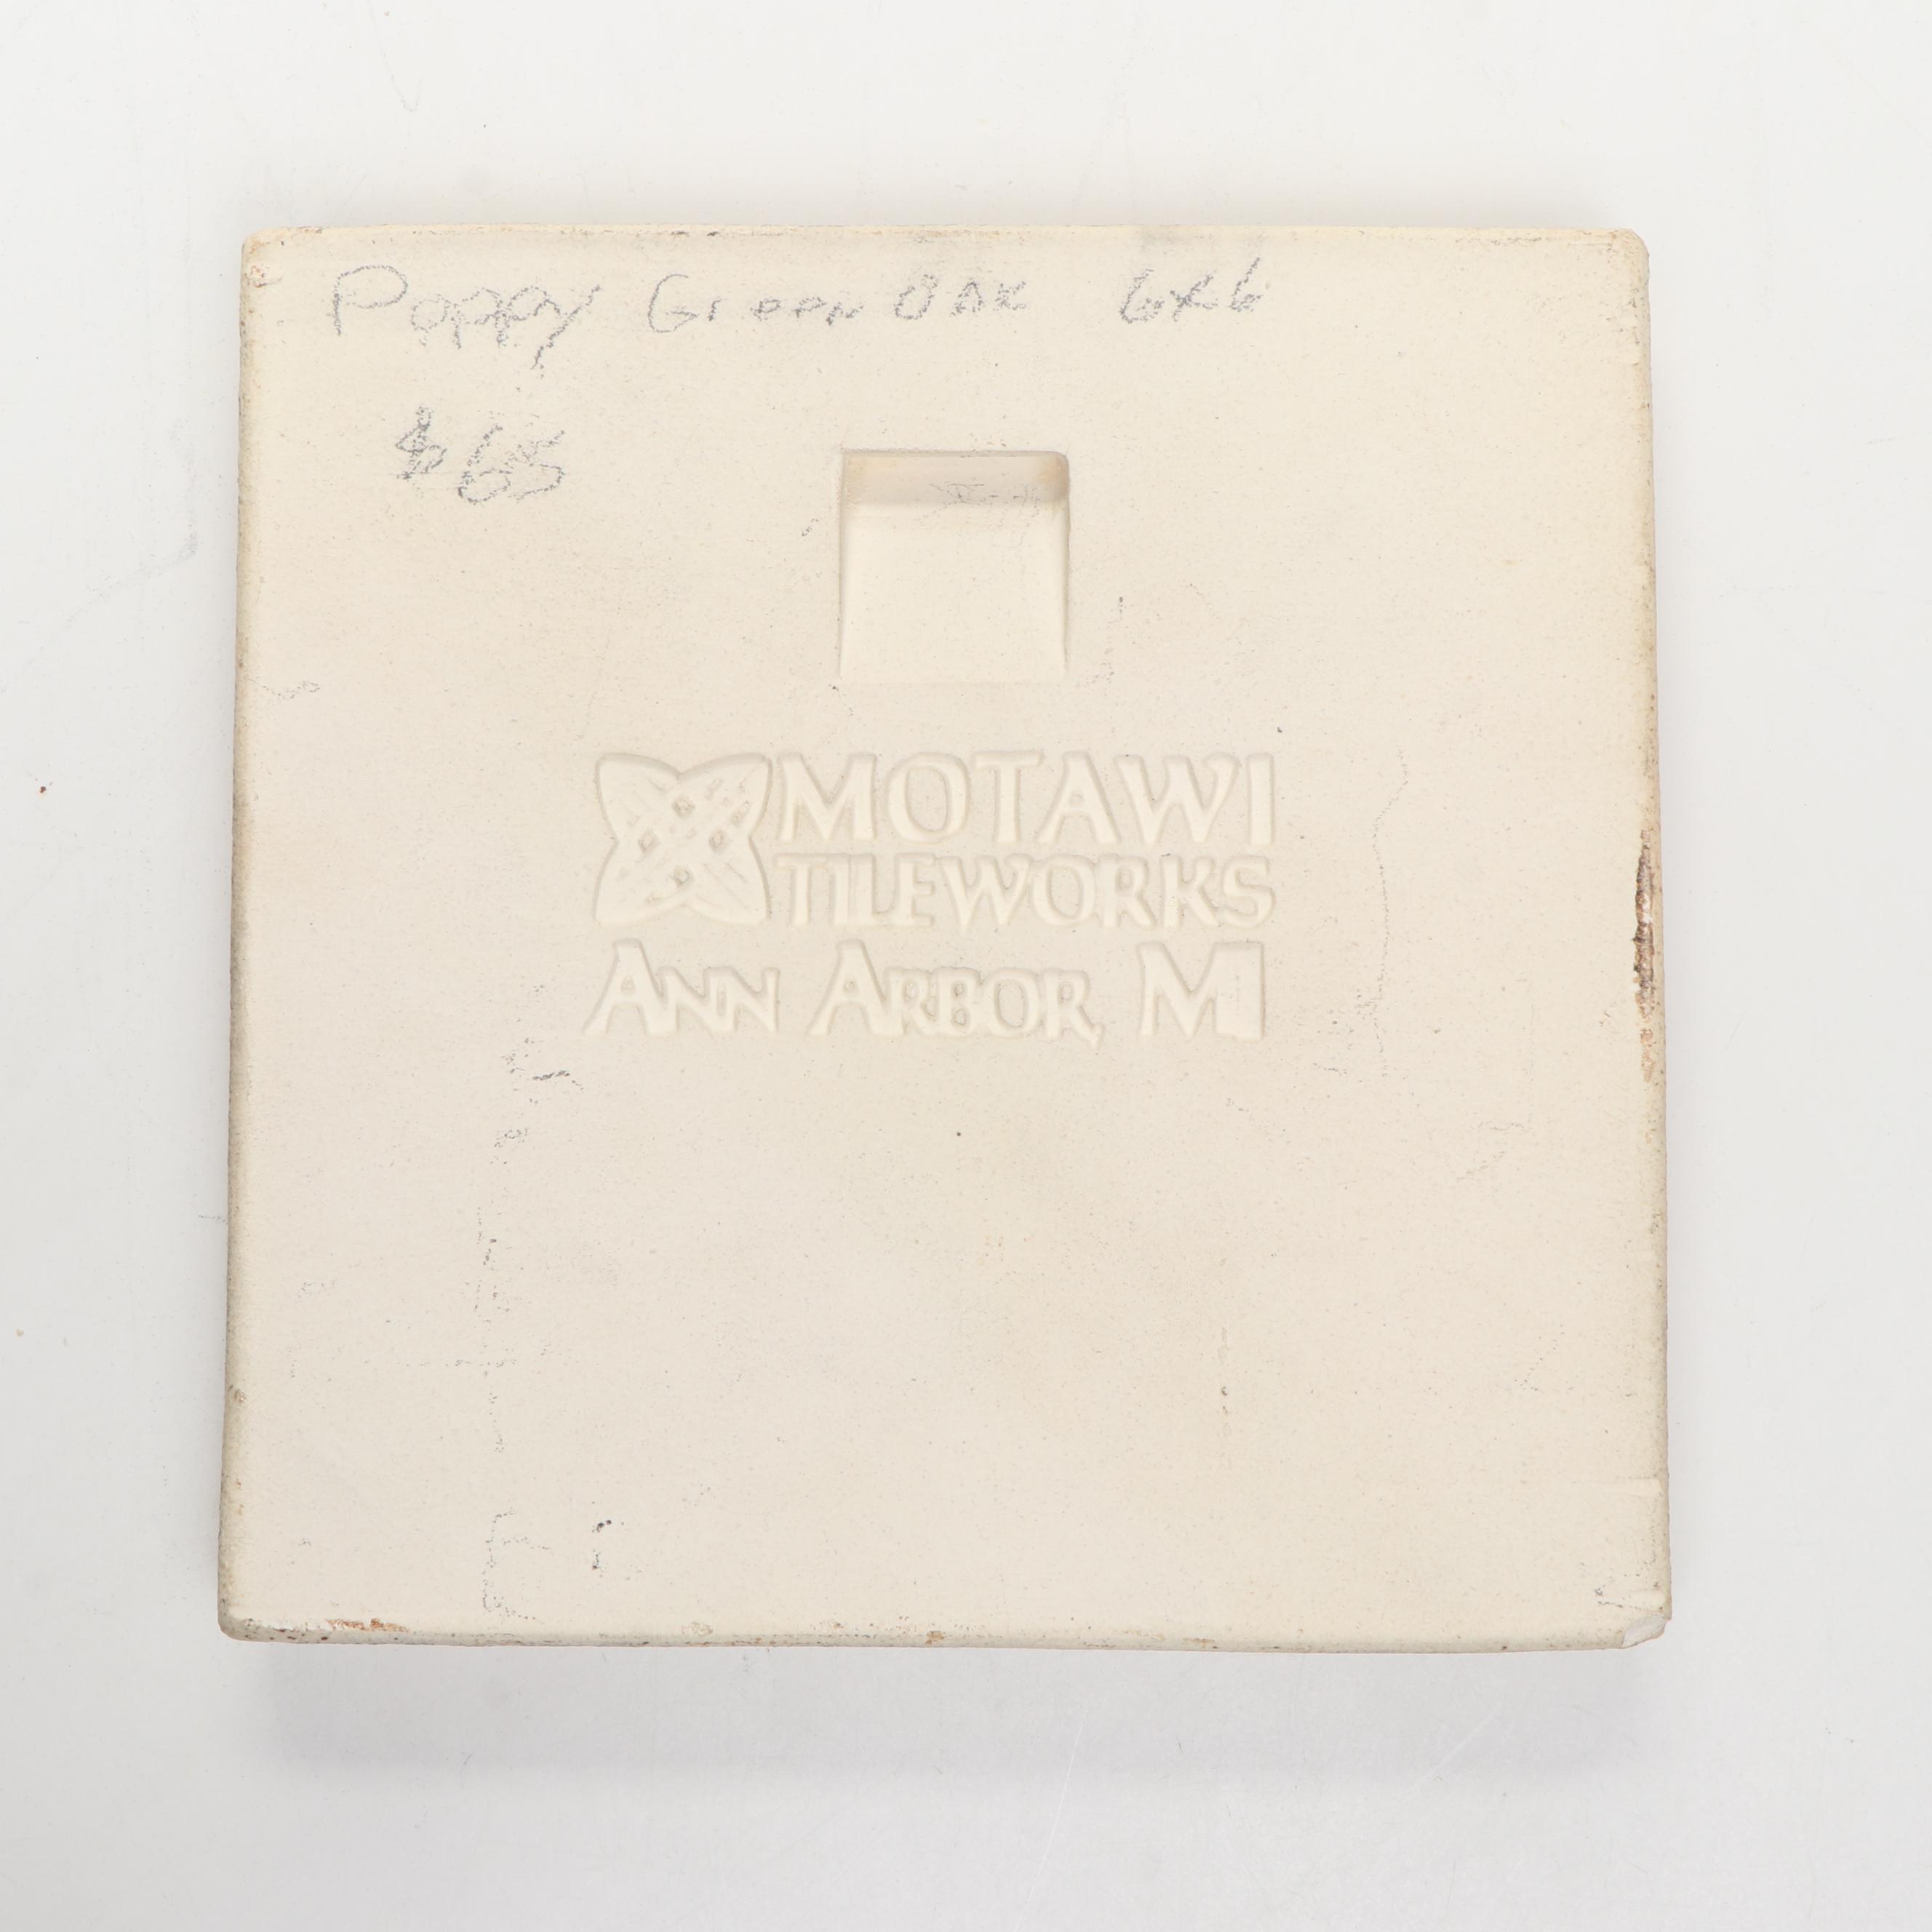 Poppy Green Oak 6x6
$65
MOTAWI
TILEWORKS
ANN ARBOR, MI